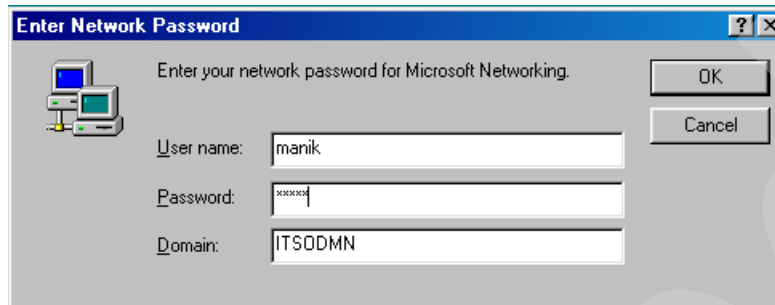 Enter Network Password
? ×
Enter your network password for Microsoft Networking.
OK
Cancel
User name: manik
Password: *****
Domain: ITSODMN